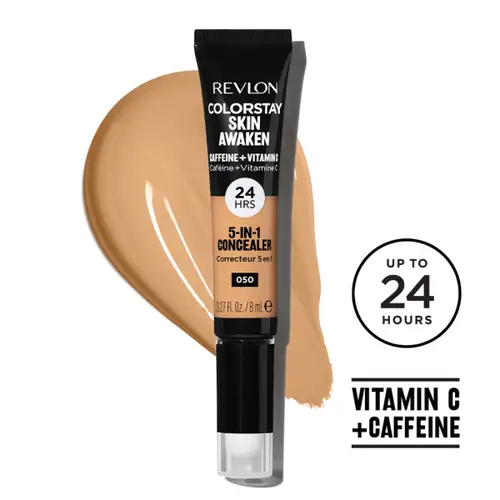 REVLON
COLORSTAY
SKIN
AWAKEN
CAFFEINE + VITAMIN C
Caféine + Vitamine C
24
HRS
5-IN-1
CONCEALER
Correcteur 5 en 1
050
0.27 Fl. Oz. / 8 mL e
UP TO
24
HOURS
VITAMIN C
+CAFFEINE